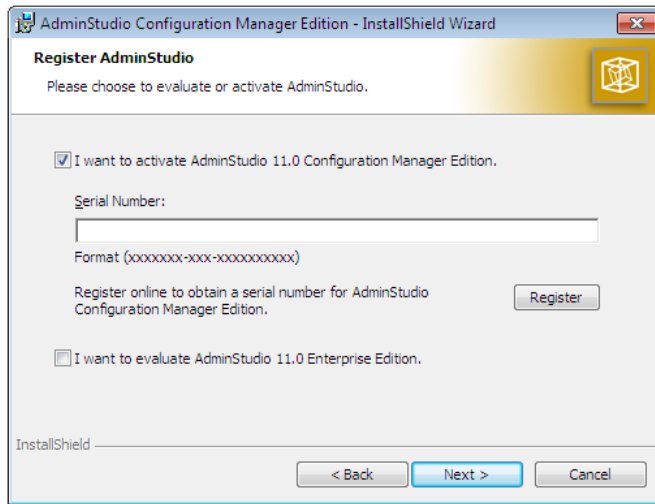 AdminStudio Configuration Manager Edition - InstallShield Wizard
Register AdminStudio
Please choose to evaluate or activate AdminStudio.
I want to activate AdminStudio 11.0 Configuration Manager Edition.
Serial Number:
Format (xxxxxxx-xxx-xxxxxxxxxx)
Register online to obtain a serial number for AdminStudio
Configuration Manager Edition.
Register
I want to evaluate AdminStudio 11.0 Enterprise Edition.
InstallShield
< Back
Next >
Cancel